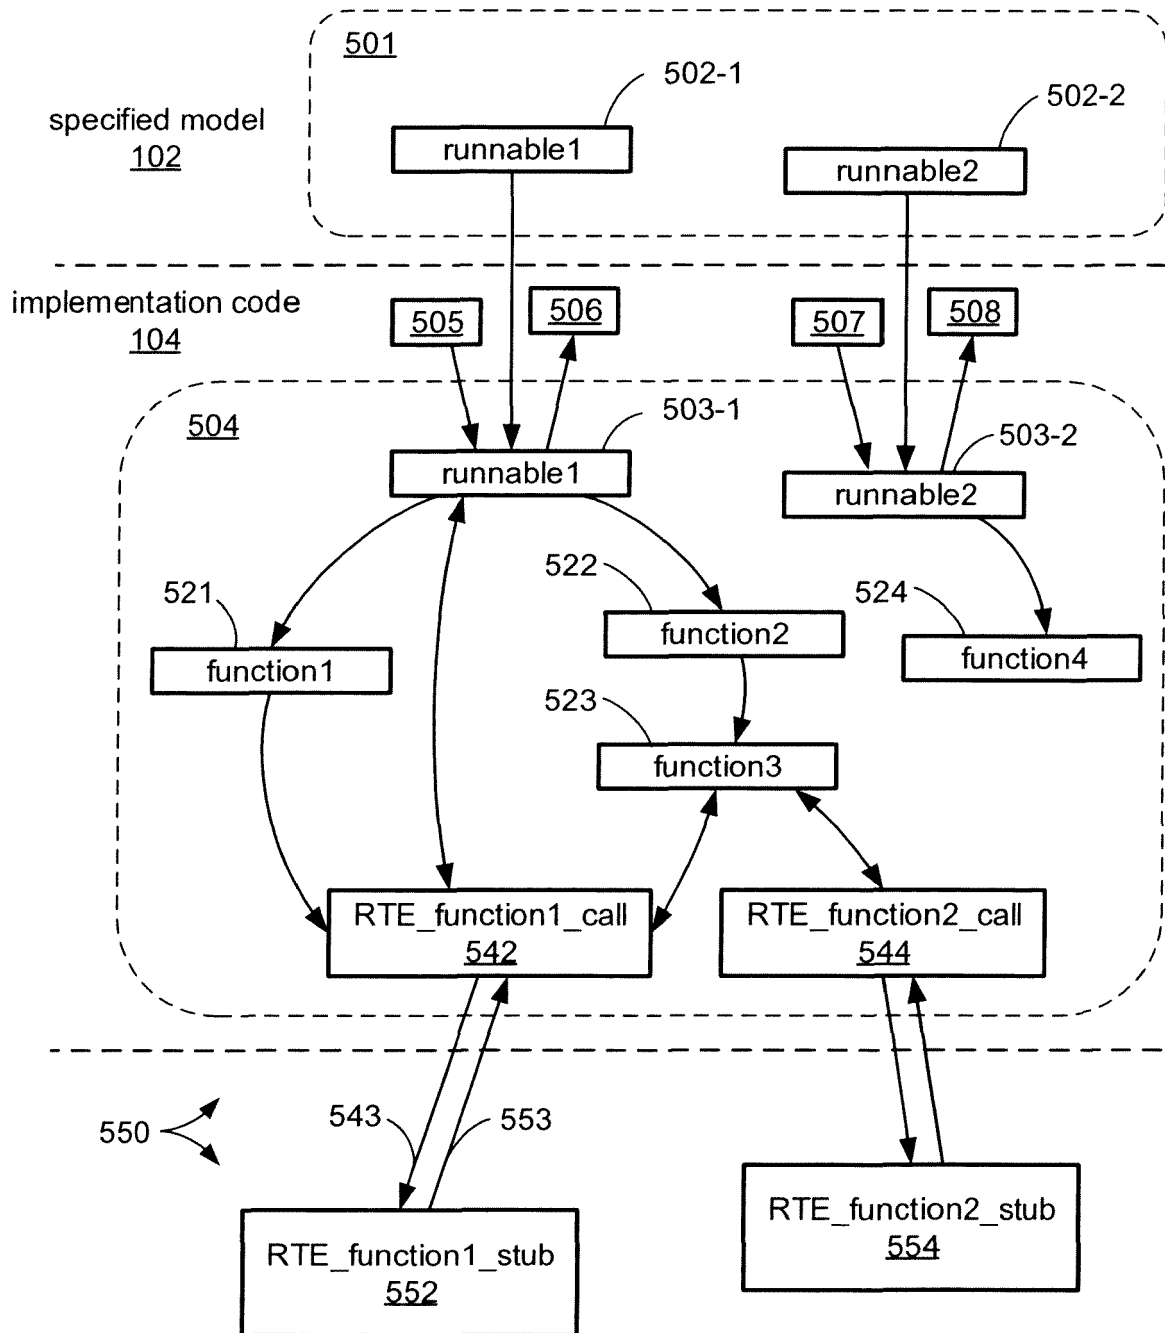 501
502-1
502-2
specified model
102
runnable1
runnable2
implementation code
104
505
506
507
508
504
503-1
503-2
runnable1
runnable2
521
522
524
function1
function2
function4
523
function3
RTE_function1_call
542
RTE_function2_call
544
550
543
553
RTE_function1_stub
552
RTE_function2_stub
554